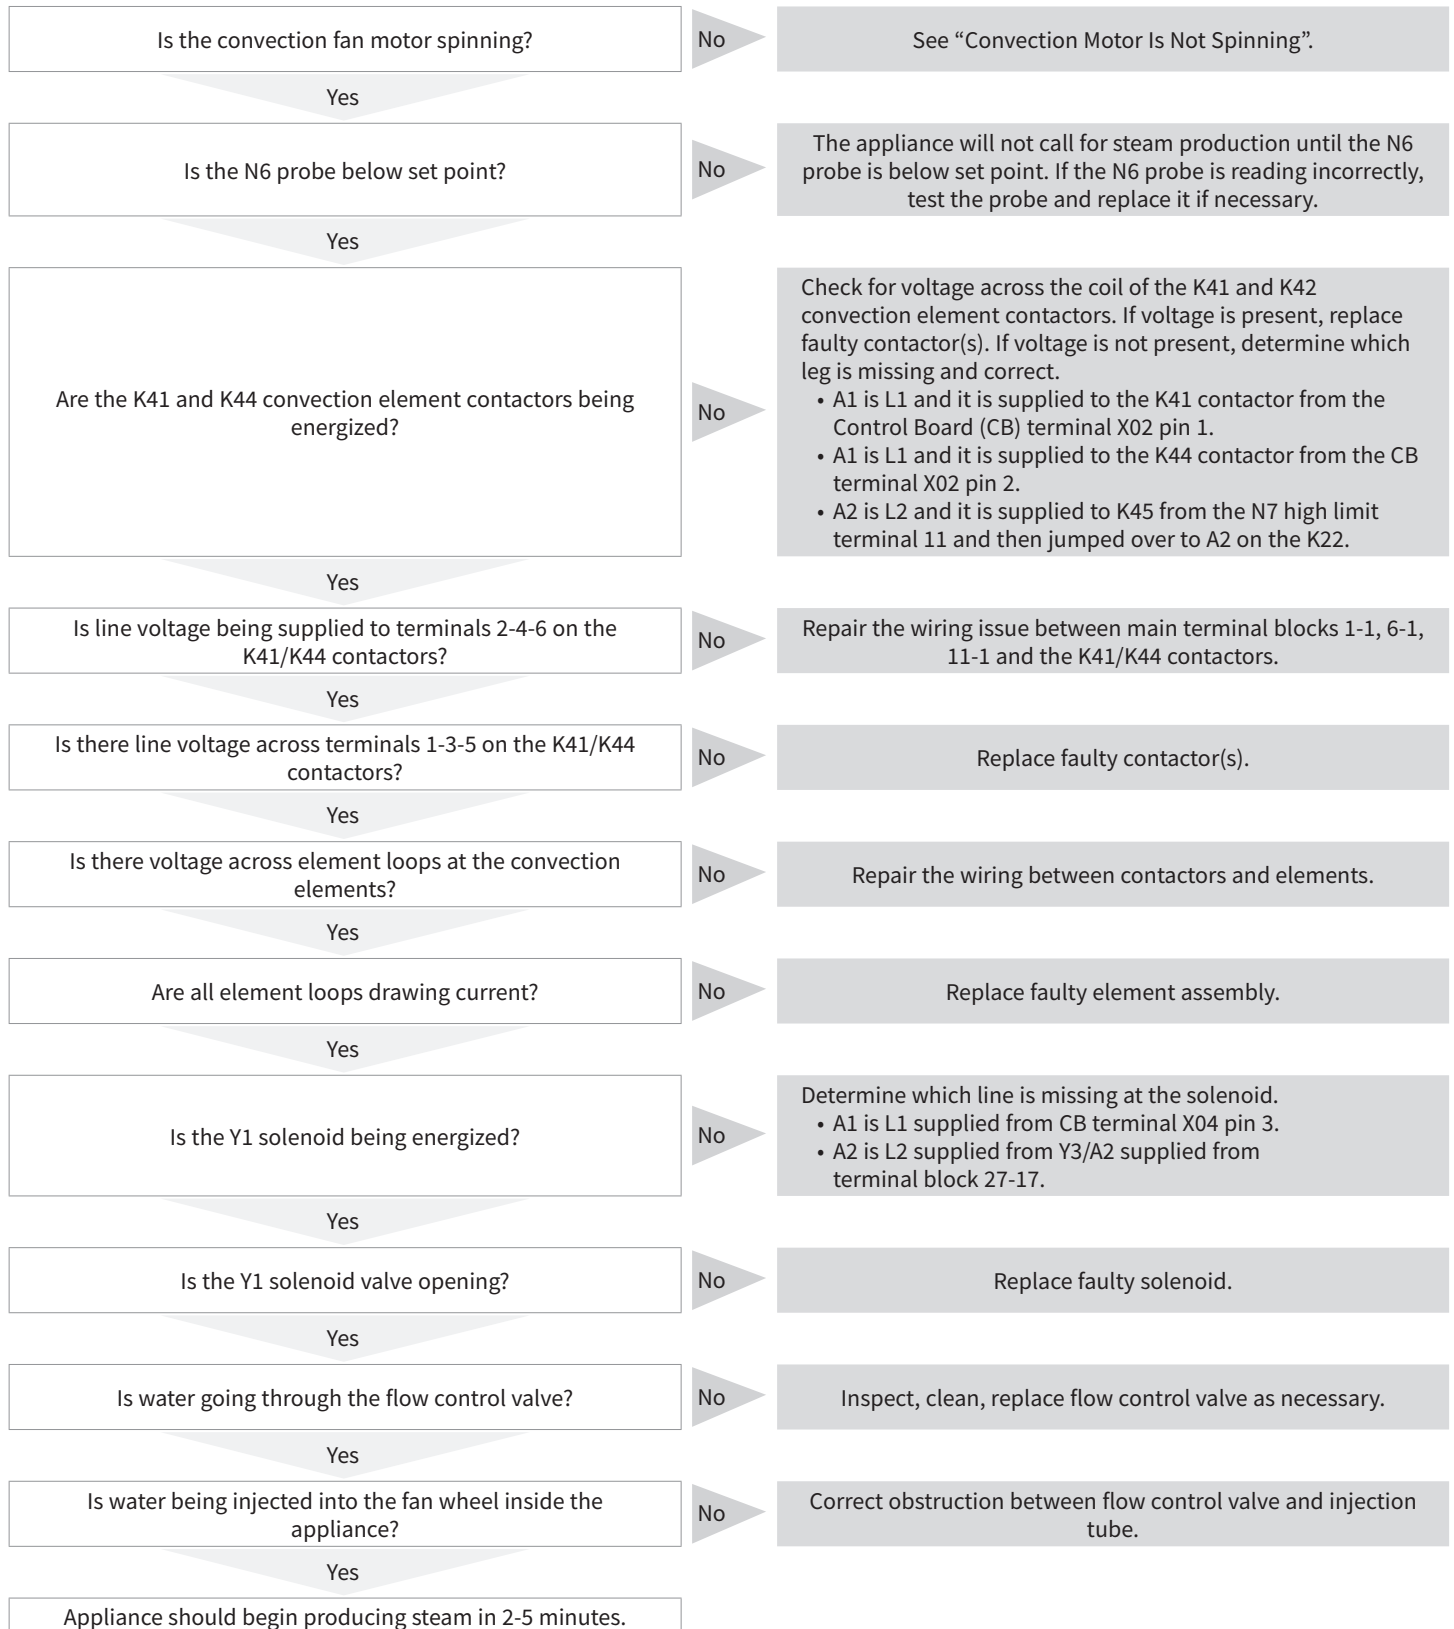 Is the convection fan motor spinning?
No
See “Convection Motor Is Not Spinning”.
Yes
Is the N6 probe below set point?
No
The appliance will not call for steam production until the N6
probe is below set point. If the N6 probe is reading incorrectly,
test the probe and replace it if necessary.
Yes
Are the K41 and K44 convection element contactors being
energized?
No
Check for voltage across the coil of the K41 and K42
convection element contactors. If voltage is present, replace
faulty contactor(s). If voltage is not present, determine which
leg is missing and correct.
• A1 is L1 and it is supplied to the K41 contactor from the
Control Board (CB) terminal X02 pin 1.
• A1 is L1 and it is supplied to the K44 contactor from the CB
terminal X02 pin 2.
• A2 is L2 and it is supplied to K45 from the N7 high limit
terminal 11 and then jumped over to A2 on the K22.
Yes
Is line voltage being supplied to terminals 2-4-6 on the
K41/K44 contactors?
No
Repair the wiring issue between main terminal blocks 1-1, 6-1,
11-1 and the K41/K44 contactors.
Yes
Is there line voltage across terminals 1-3-5 on the K41/K44
contactors?
No
Replace faulty contactor(s).
Yes
Is there voltage across element loops at the convection
elements?
No
Repair the wiring between contactors and elements.
Yes
Are all element loops drawing current?
No
Replace faulty element assembly.
Yes
Is the Y1 solenoid being energized?
No
Determine which line is missing at the solenoid.
• A1 is L1 supplied from CB terminal X04 pin 3.
• A2 is L2 supplied from Y3/A2 supplied from
terminal block 27-17.
Yes
Is the Y1 solenoid valve opening?
No
Replace faulty solenoid.
Yes
Is water going through the flow control valve?
No
Inspect, clean, replace flow control valve as necessary.
Yes
Is water being injected into the fan wheel inside the
appliance?
No
Correct obstruction between flow control valve and injection
tube.
Yes
Appliance should begin producing steam in 2-5 minutes.